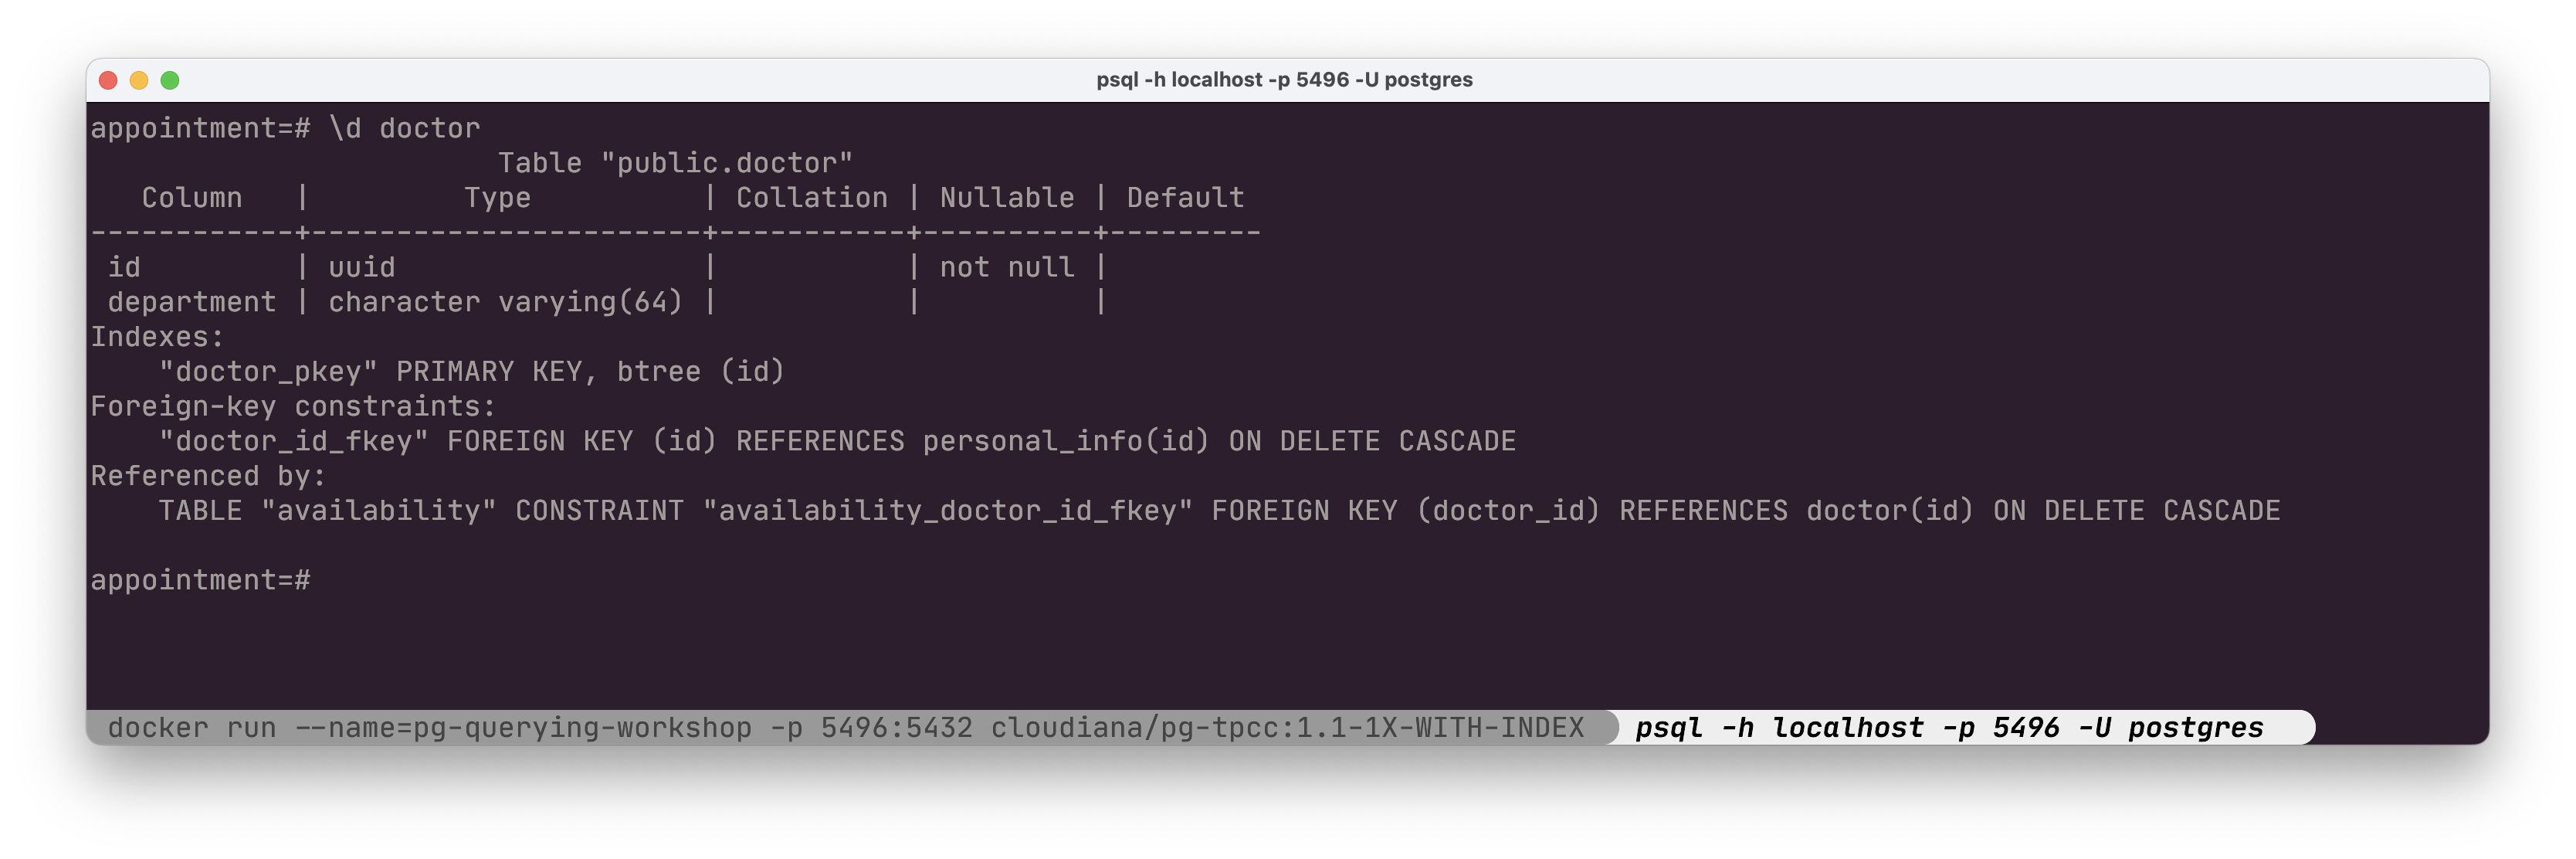 psql -h localhost -p 5496 -U postgres
appointment=# \d doctor
                        Table "public.doctor"
   Column   |         Type          | Collation | Nullable | Default
------------+-----------------------+-----------+----------+---------
 id         | uuid                  |           | not null |
 department | character varying(64) |           |          |
Indexes:
    "doctor_pkey" PRIMARY KEY, btree (id)
Foreign-key constraints:
    "doctor_id_fkey" FOREIGN KEY (id) REFERENCES personal_info(id) ON DELETE CASCADE
Referenced by:
    TABLE "availability" CONSTRAINT "availability_doctor_id_fkey" FOREIGN KEY (doctor_id) REFERENCES doctor(id) ON DELETE CASCADE
appointment=#
docker run --name=pg-querying-workshop -p 5496:5432 cloudiana/pg-tpcc:1.1-1X-WITH-INDEX psql -h localhost -p 5496 -U postgres